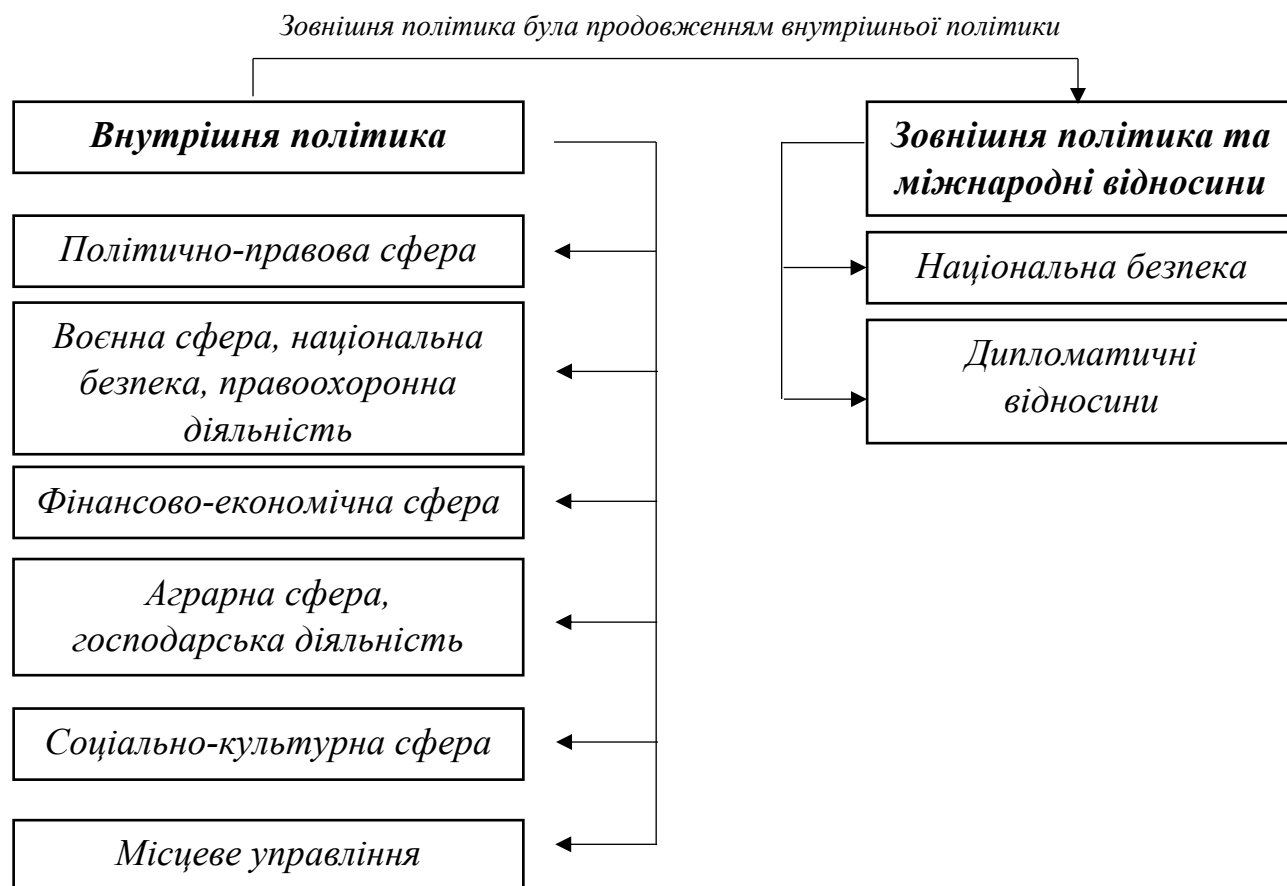 Зовнішня політика була продовженням внутрішньої політики
Внутрішня політика
Політично-правова сфера
Воєнна сфера, національна
безпека, правоохоронна
діяльність
Фінансово-економічна сфера
Аграрна сфера,
господарська діяльність
Соціально-культурна сфера
Місцеве управління
Зовнішня політика та
міжнародні відносини
Національна безпека
Дипломатичні
відносини